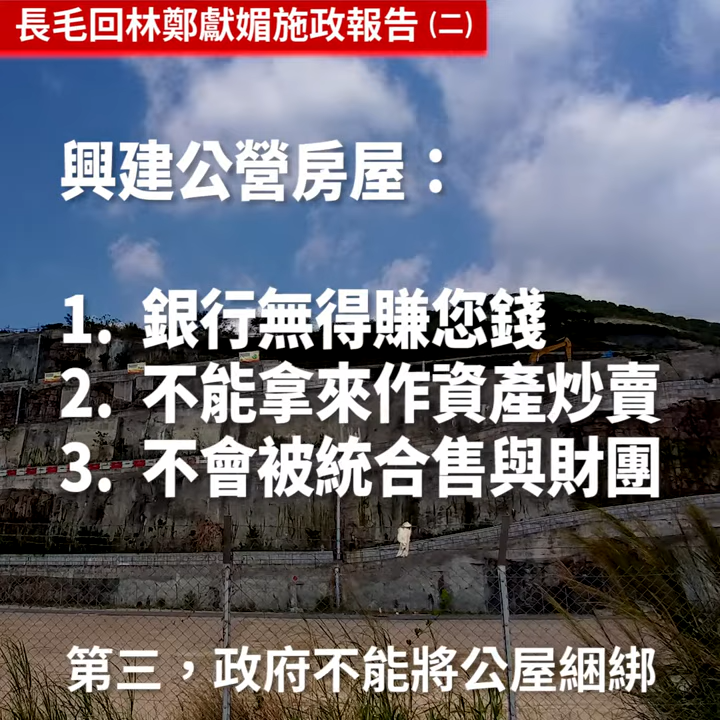 長毛回林鄭獻媚施政報告 (二)
興建公營房屋：
1. 銀行無得賺您錢
2. 不能拿來作資產炒賣
3. 不會被統合售與財團
第三，政府不能將公屋綑綁